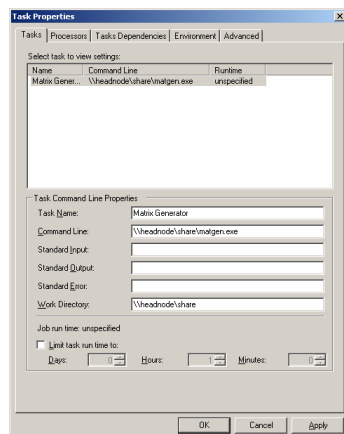 Task Properties
Tasks Processors Tasks Dependencies Environment Advanced
Select task to view settings:
Name Command Line Runtime
Matrix Gener... \\headnode\share\matgen.exe unspecified
Task Command Line Properties
Task Name: Matrix Generator
Command Line: \\headnode\share\matgen.exe
Standard Input:
Standard Output:
Standard Error:
Work Directory: \\headnode\share
Job run time: unspecified
Limit task run time to:
Days: 0 Hours: 1 Minutes: 0
OK Cancel Apply